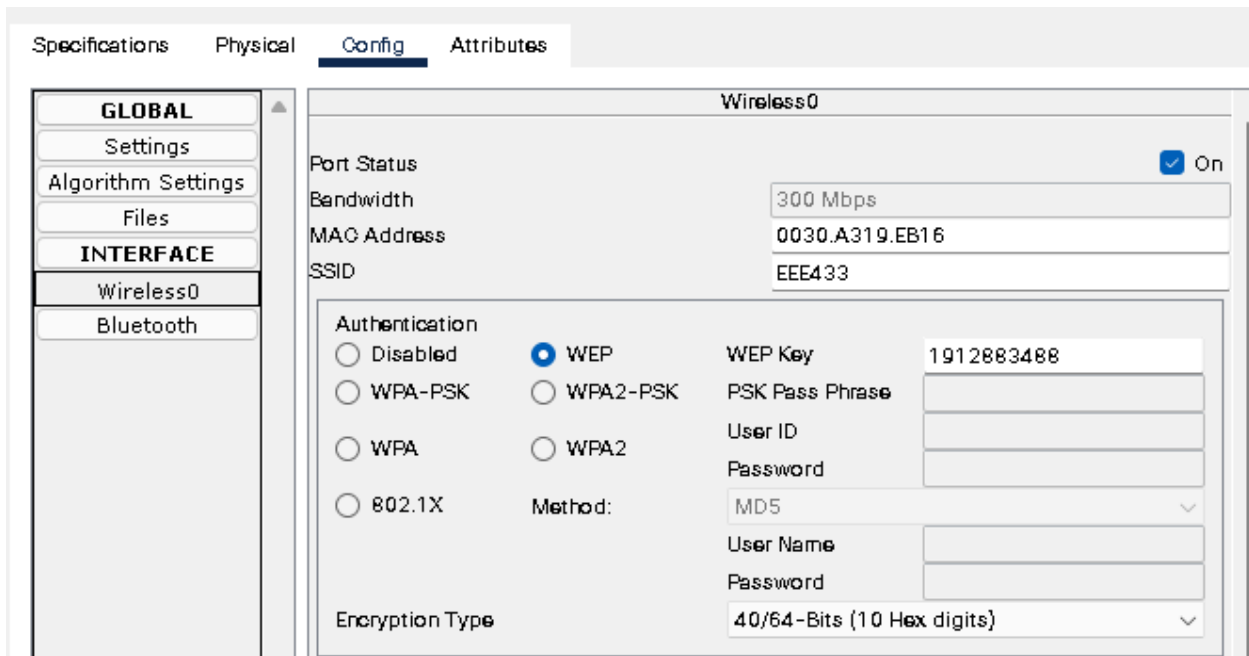 Specifications Physical Config Attributes
GLOBAL
Settings
Algorithm Settings
Files
INTERFACE
Wireless0
Bluetooth
Wireless0
Port Status On
Bandwidth 300 Mbps
MAC Address 0030.A319.EB16
SSID EEE433
Authentication
Disabled WEP WEP Key 1912883488
WPA-PSK WPA2-PSK PSK Pass Phrase
User ID
WPA WPA2
Password
802.1X Method: MD5
User Name
Password
Encryption Type 40/64-Bits (10 Hex digits)